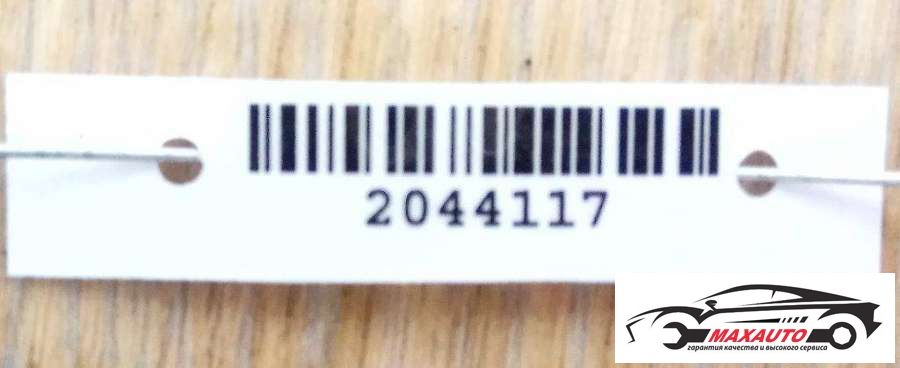 2044117
MAXAUTO
гарантия качества и высокого сервиса